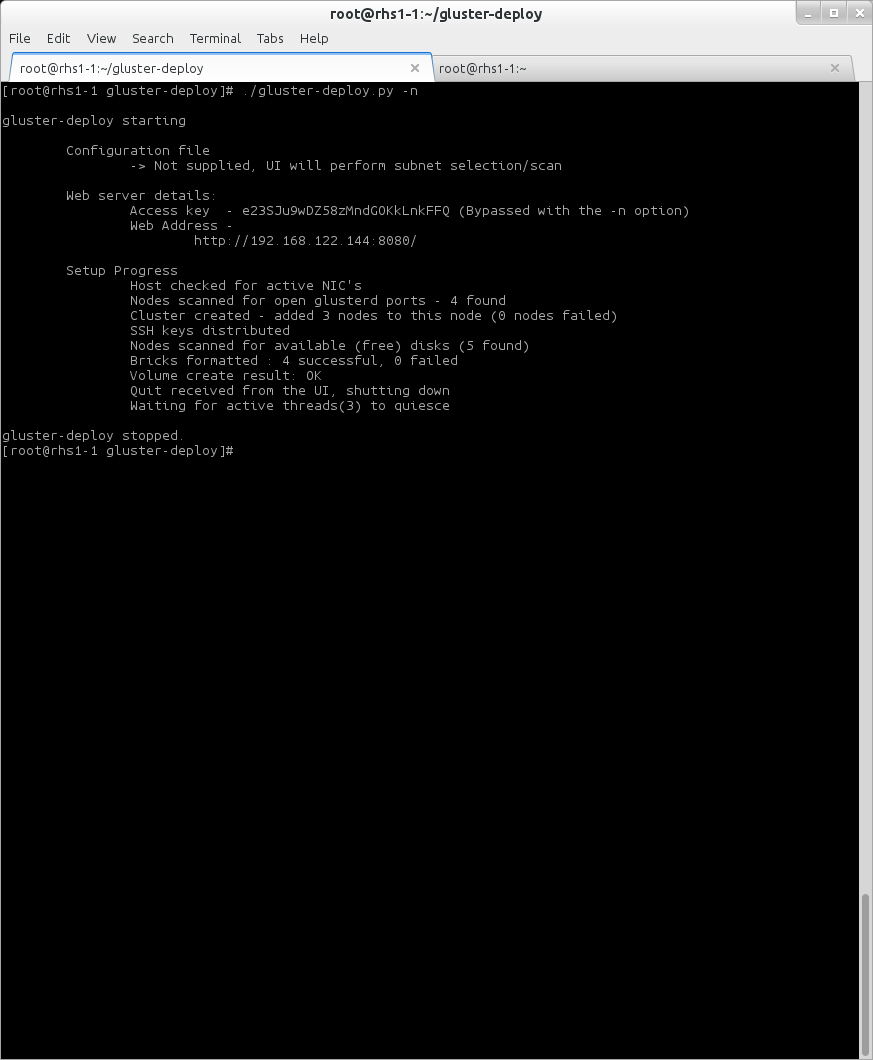 root@rhs1-1:~/gluster-deploy
File Edit View Search Terminal Tabs Help
root@rhs1-1:~/gluster-deploy root@rhs1-1:~
[root@rhs1-1 gluster-deploy]# ./gluster-deploy.py -n
gluster-deploy starting
Configuration file
-> Not supplied, UI will perform subnet selection/scan
Web server details:
Access key  - e23SJu9wDZ58zMndGOKkLnkFFQ (Bypassed with the -n option)
Web Address -
http://192.168.122.144:8080/
Setup Progress
Host checked for active NIC's
Nodes scanned for open glusterd ports - 4 found
Cluster created - added 3 nodes to this node (0 nodes failed)
SSH keys distributed
Nodes scanned for available (free) disks (5 found)
Bricks formatted : 4 successful, 0 failed
Volume create result: OK
Quit received from the UI, shutting down
Waiting for active threads(3) to quiesce
gluster-deploy stopped.
[root@rhs1-1 gluster-deploy]#